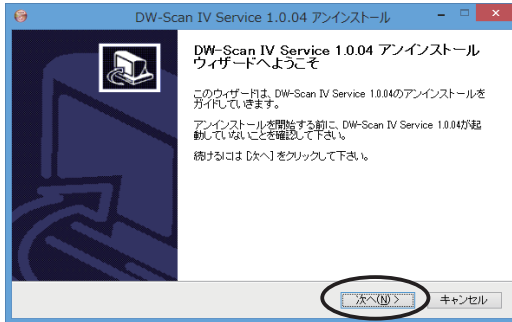 DW-Scan IV Service 1.0.04 アンインストール
DW-Scan IV Service 1.0.04 アンインストール
ウィザードへようこそ
このウィザードは、DW-Scan IV Service 1.0.04のアンインストールを
ガイドしていきます。
アンインストールを開始する前に、DW-Scan IV Service 1.0.04が起
動していないことを確認して下さい。
続けるには [次へ] をクリックして下さい。
次へ(N) >
キャンセル